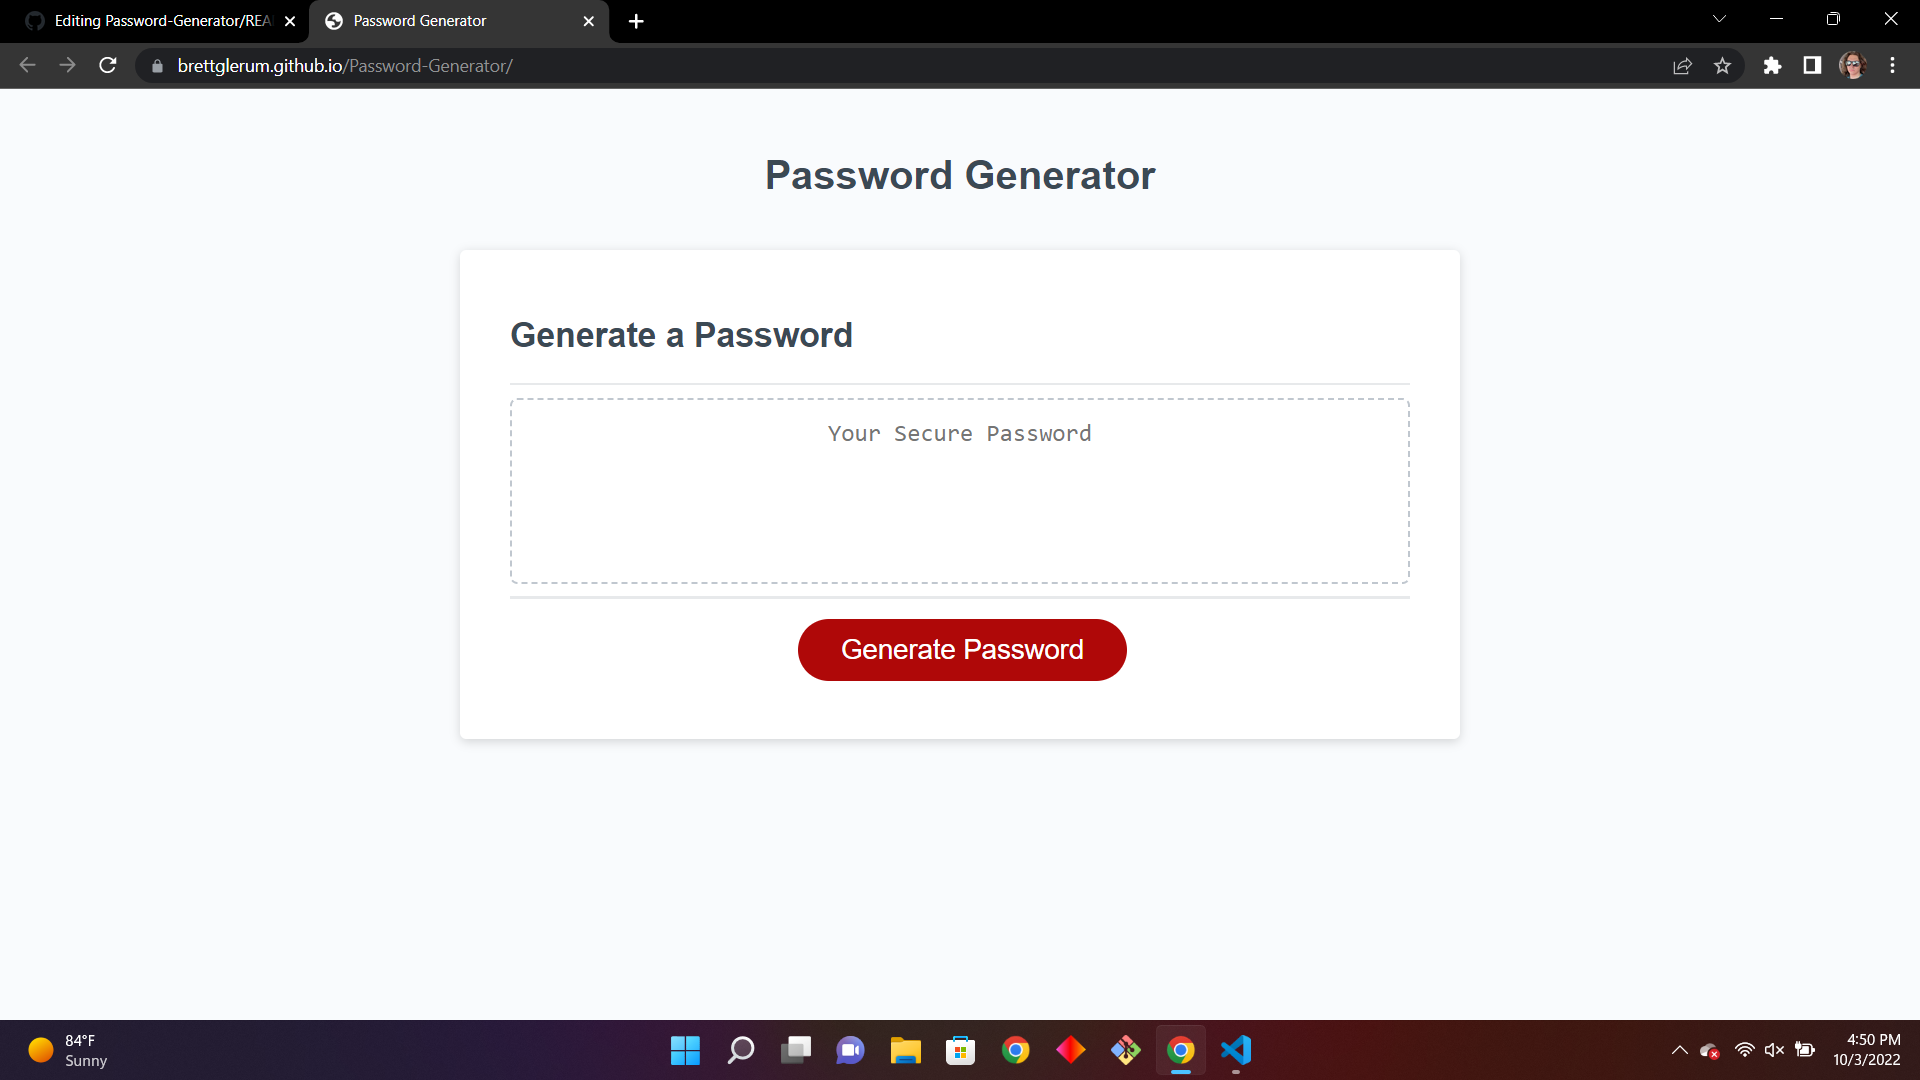 Editing Password-Generator/REA
Password Generator
brettglerum.github.io/Password-Generator/
Password Generator
Generate a Password
Your Secure Password
Generate Password
84°F
Sunny
4:50 PM
10/3/2022